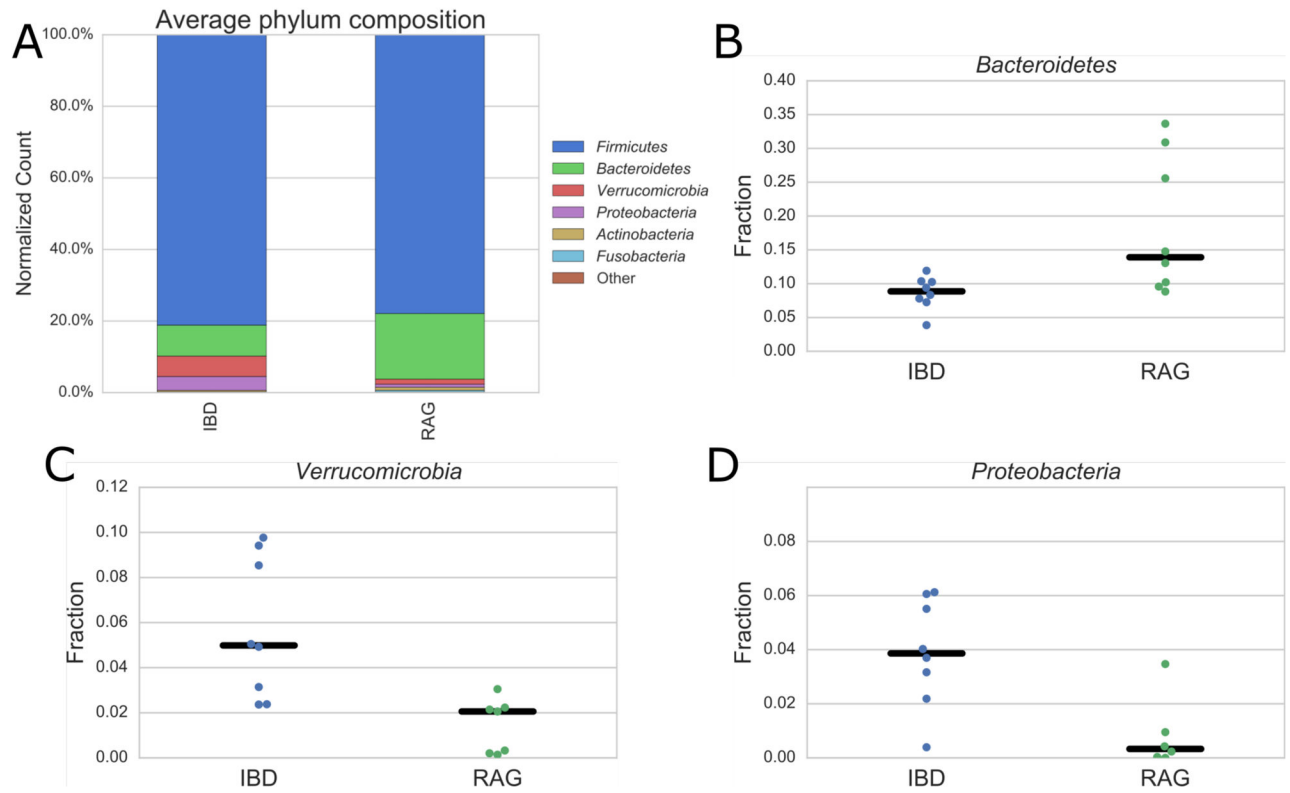 A
Average phylum composition
100.0%
80.0%
60.0%
40.0%
20.0%
0.0%
Normalized Count
IBD
RAG
Firmicutes
Bacteroidetes
Verrucomicrobia
Proteobacteria
Actinobacteria
Fusobacteria
Other
B
Bacteroidetes
0.40
0.35
0.30
0.25
0.20
0.15
0.10
0.05
0.00
Fraction
IBD
RAG
C
Verrucomicrobia
0.12
0.10
0.08
0.06
0.04
0.02
0.00
Fraction
IBD
RAG
D
Proteobacteria
0.08
0.06
0.04
0.02
0.00
Fraction
IBD
RAG